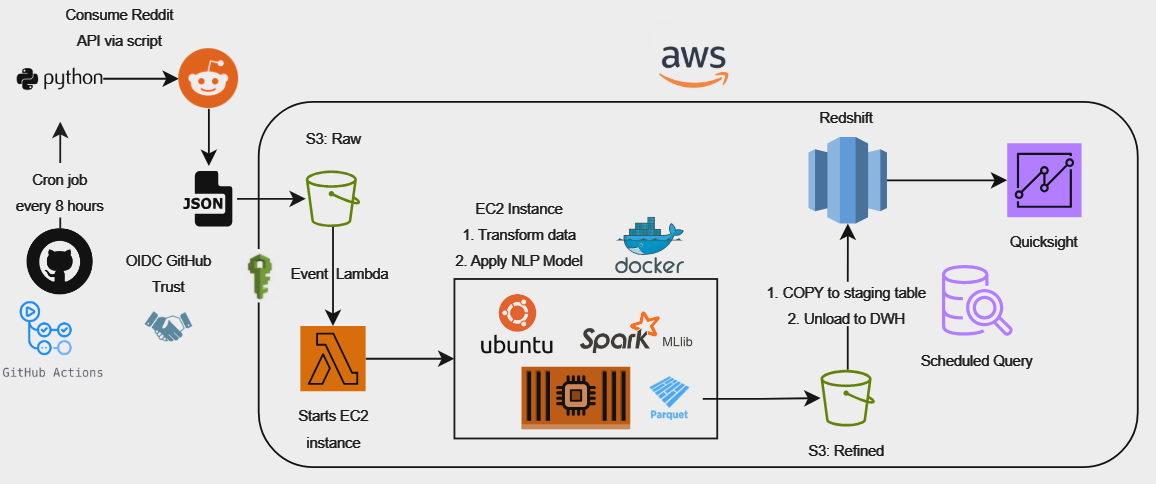 Consume Reddit
API via script
python
JSON
Cron job
every 8 hours
OIDC GitHub
Trust
GitHub Actions
aws
S3: Raw
Event Lambda
Starts EC2
instance
EC2 Instance
1. Transform data
2. Apply NLP Model
docker
ubuntu
Spark MLlib
Parquet
Redshift
Quicksight
1. COPY to staging table
2. Unload to DWH
Scheduled Query
S3: Refined